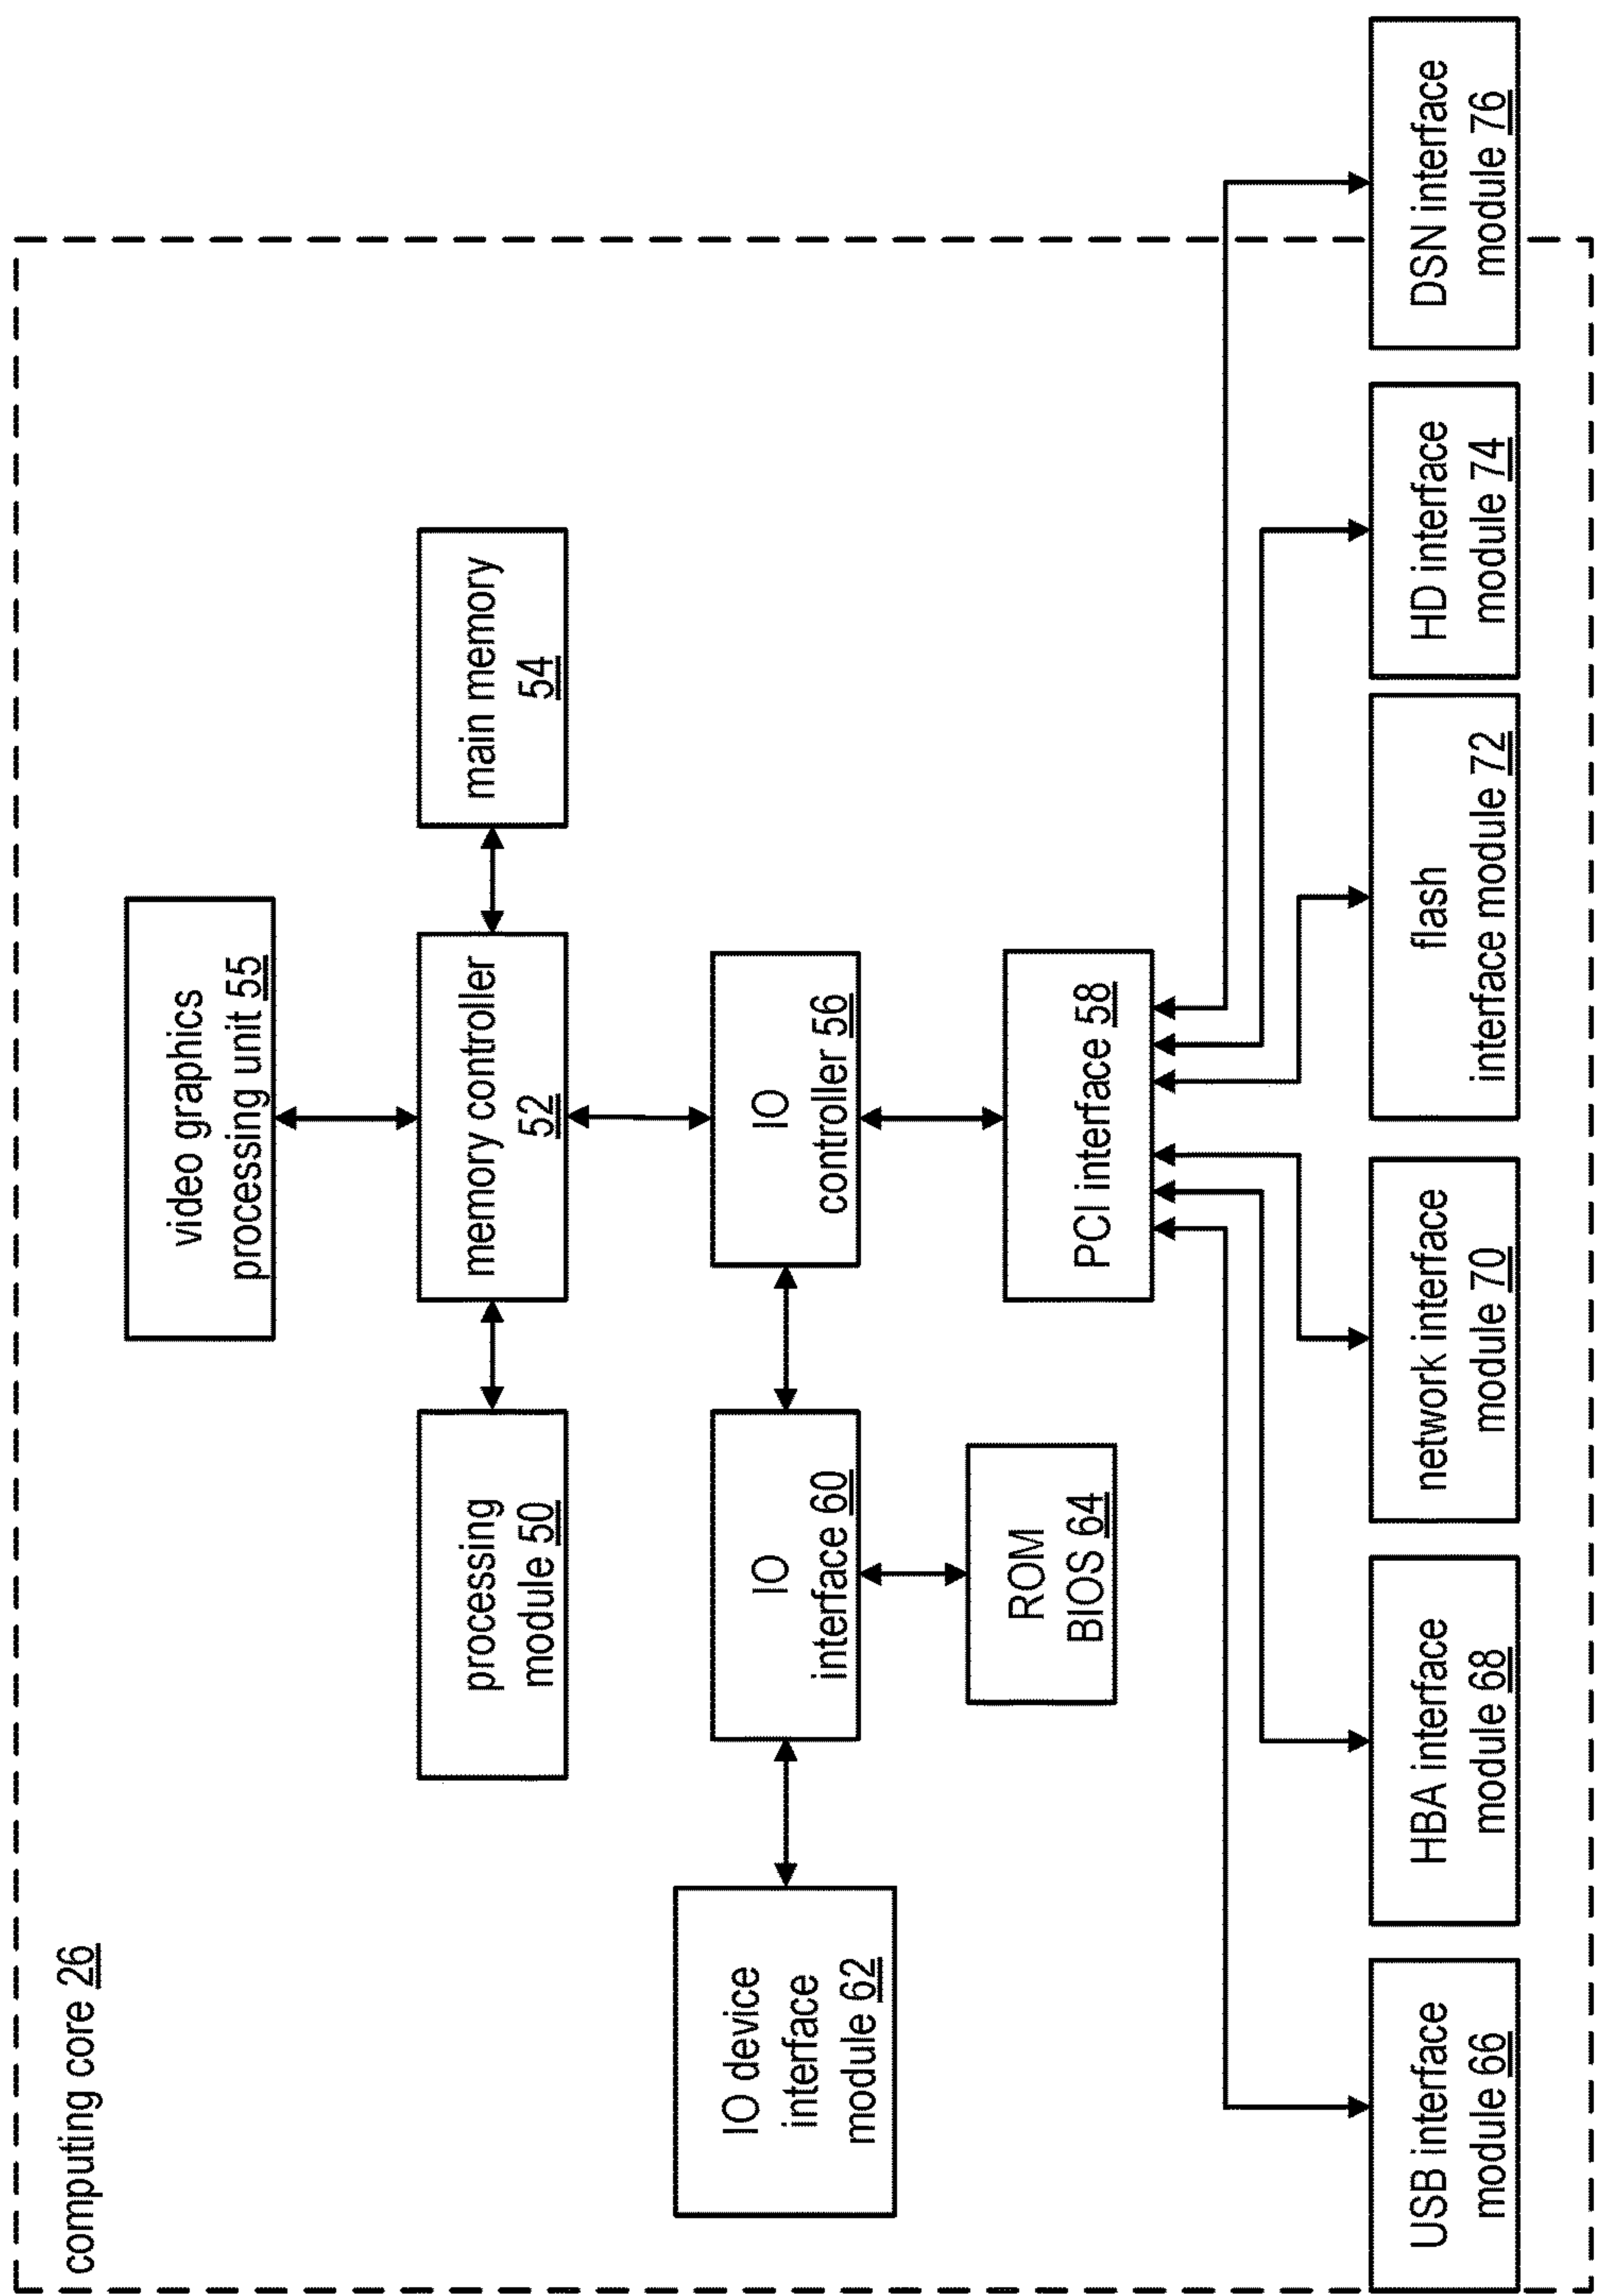 computing core 26
video graphics
processing unit 55
processing
module 50
memory controller
52
main memory
54
IO device
interface
module 62
IO
interface 60
IO
controller 56
ROM
BIOS 64
PCI interface 58
USB interface
module 66
HBA interface
module 68
network interface
module 70
flash
interface module 72
HD interface
module 74
DSN interface
module 76